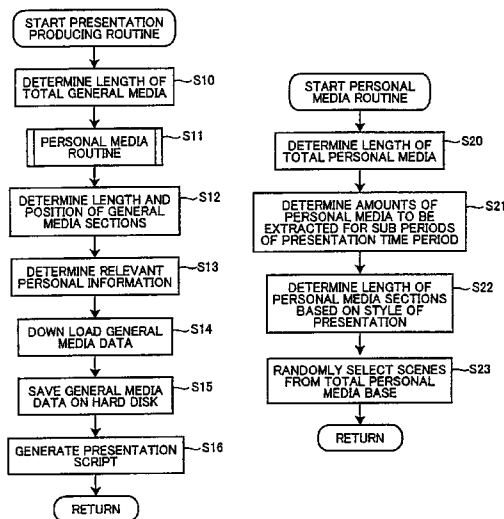 START PRESENTATION
PRODUCING ROUTINE
DETERMINE LENGTH OF
TOTAL GENERAL MEDIA
S10
PERSONAL MEDIA
ROUTINE
S11
DETERMINE LENGTH AND
POSITION OF GENERAL
MEDIA SECTIONS
S12
DETERMINE RELEVANT
PERSONAL INFORMATION
S13
DOWN LOAD GENERAL
MEDIA DATA
S14
SAVE GENERAL MEDIA
DATA ON HARD DISK
S15
GENERATE PRESENTATION
SCRIPT
S16
RETURN
START PERSONAL
MEDIA ROUTINE
DETERMINE LENGTH OF
TOTAL PERSONAL MEDIA
S20
DETERMINE AMOUNTS OF
PERSONAL MEDIA TO BE
EXTRACTED FOR SUB PERIODS
OF PRESENTATION TIME PERIOD
S21
DETERMINE LENGTH OF
PERSONAL MEDIA SECTIONS
BASED ON STYLE OF
PRESENTATION
S22
RANDOMLY SELECT SCENES
FROM TOTAL PERSONAL
MEDIA BASE
S23
RETURN